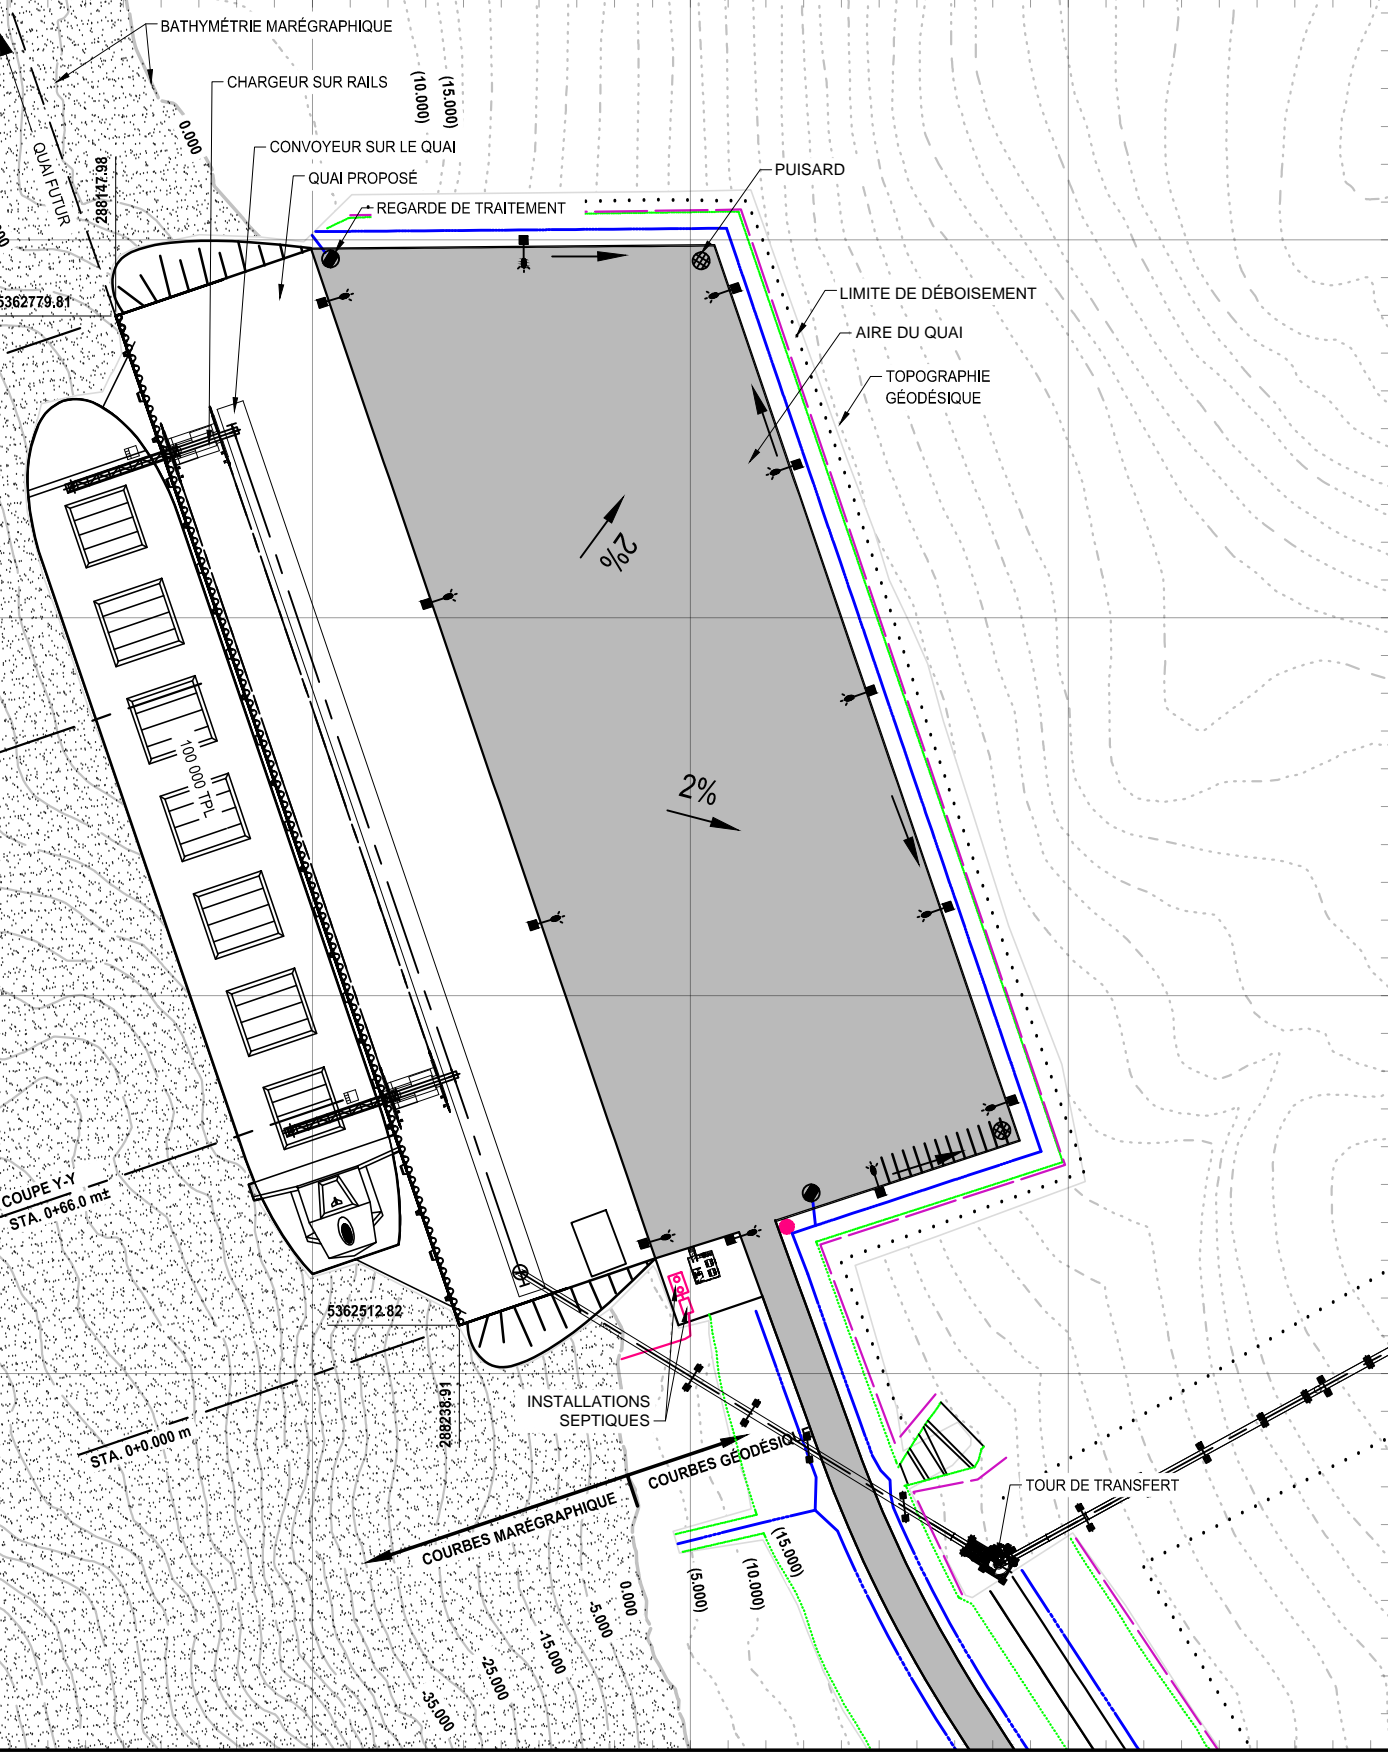 BATHYMÉTRIE MARÉGRAPHIQUE
CHARGEUR SUR RAILS
(10.000)
(15.000)
0.000
CONVOYEUR SUR LE QUAI
QUAI FUTUR
288147.98
QUAI PROPOSÉ
PUISARD
REGARDE DE TRAITEMENT
5362779.81
LIMITE DE DÉBOISEMENT
AIRE DU QUAI
TOPOGRAPHIE
GÉODÉSIQUE
2%
100 000 TPL
2%
COUPE Y-Y
STA. 0+66.0 m±
5362512.82
288238.91
STA. 0+0.000 m
INSTALLATIONS
SEPTIQUES
COURBES GÉODÉSIQUE
COURBES MARÉGRAPHIQUE
TOUR DE TRANSFERT
(15.000)
(10.000)
(5.000)
0.000
-5.000
-15.000
-25.000
-35.000